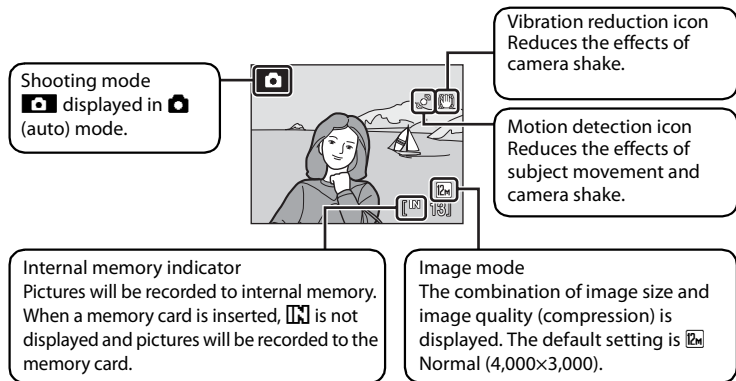 Vibration reduction icon
Reduces the effects of
camera shake.
Shooting mode
displayed in
(auto) mode.
Motion detection icon
Reduces the effects of
subject movement and
camera shake.
12M
[IN 13]
Internal memory indicator
Pictures will be recorded to internal memory.
When a memory card is inserted, IN is not
displayed and pictures will be recorded to the
memory card.
Image mode
The combination of image size and
image quality (compression) is
displayed. The default setting is 12M
Normal (4,000×3,000).